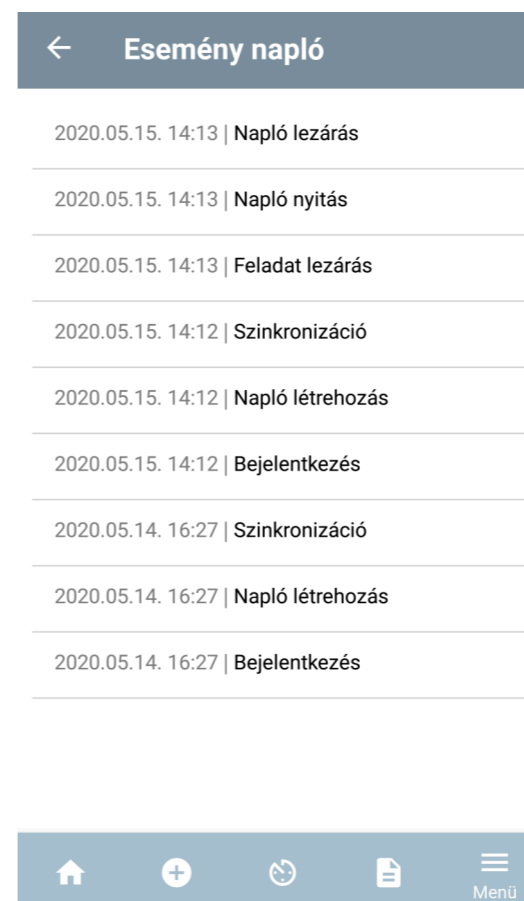 Esemény napló
2020.05.15. 14:13 | Napló lezárás
2020.05.15. 14:13 | Napló nyitás
2020.05.15. 14:13 | Feladat lezárás
2020.05.15. 14:12 | Szinkronizáció
2020.05.15. 14:12 | Napló létrehozás
2020.05.15. 14:12 | Bejelentkezés
2020.05.14. 16:27 | Szinkronizáció
2020.05.14. 16:27 | Napló létrehozás
2020.05.14. 16:27 | Bejelentkezés
Menü